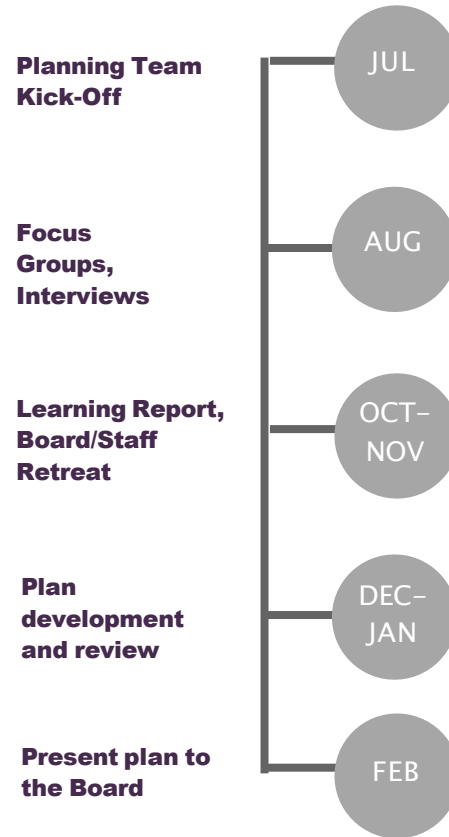 Planning Team
Kick-Off
JUL
Focus
Groups,
Interviews
AUG
Learning Report,
Board/Staff
Retreat
OCT–
NOV
Plan
development
and review
DEC–
JAN
Present plan to
the Board
FEB